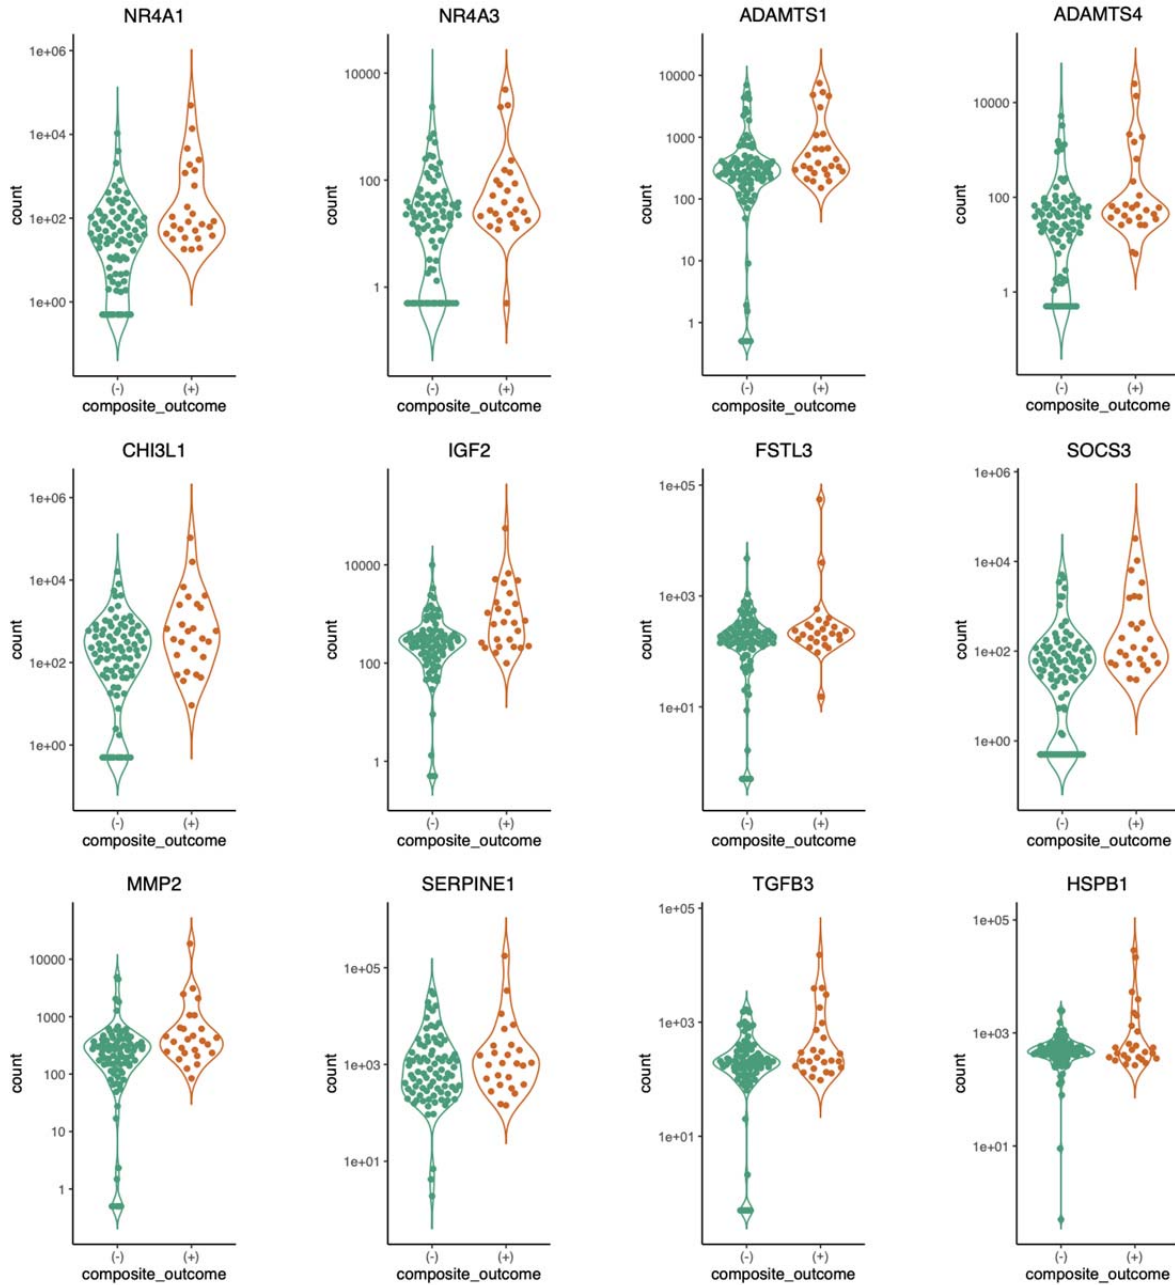 NR4A1 NR4A3 ADAMTS1 ADAMTS4
count
1e+06
1e+04
1e+02
1e+00
(-) (+)
composite_outcome
count
10000
100
1
(-) (+)
composite_outcome
count
10000
1000
100
10
1
(-) (+)
composite_outcome
count
10000
100
1
(-) (+)
composite_outcome
CHI3L1 IGF2 FSTL3 SOCS3
count
1e+06
1e+04
1e+02
1e+00
(-) (+)
composite_outcome
count
10000
100
1
(-) (+)
composite_outcome
count
1e+05
1e+03
1e+01
(-) (+)
composite_outcome
count
1e+06
1e+04
1e+02
1e+00
(-) (+)
composite_outcome
MMP2 SERPINE1 TGFB3 HSPB1
count
10000
1000
100
10
1
(-) (+)
composite_outcome
count
1e+05
1e+03
1e+01
(-) (+)
composite_outcome
count
1e+05
1e+03
1e+01
(-) (+)
composite_outcome
count
1e+05
1e+03
1e+01
(-) (+)
composite_outcome